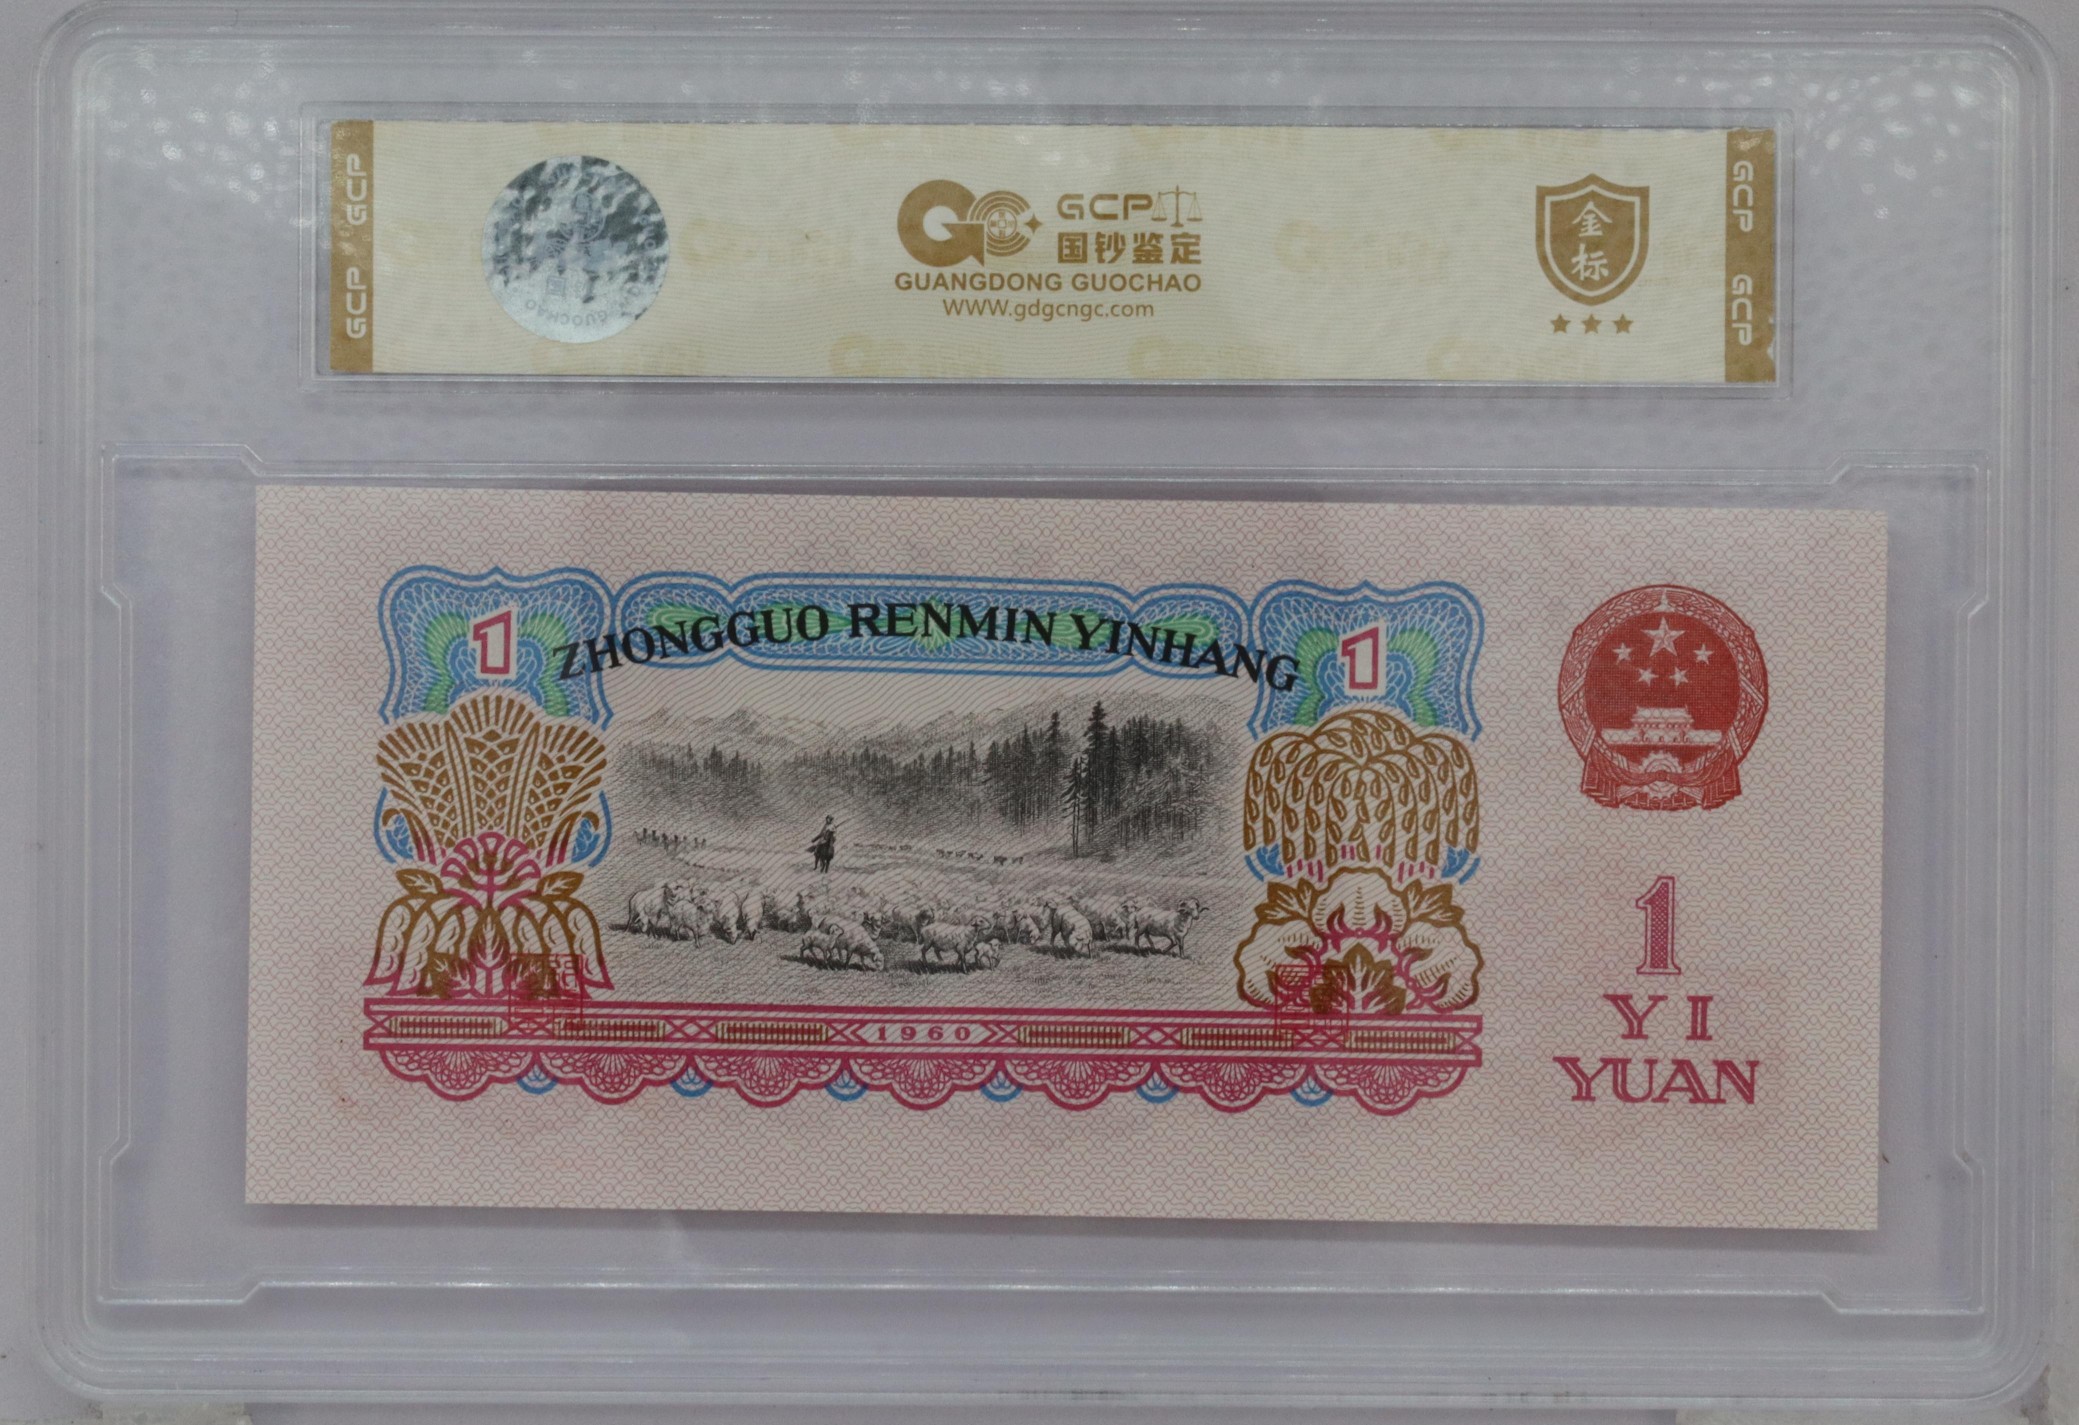 GCP GCP
GCP
国钞鉴定
GUANGDONG GUOCHAO
WWW.gdgcngc.com
金
标
GCP GCP
GUOCHAO
1
ZHONGGUO RENMIN YINHANG
1
1960
1
YI
YUAN